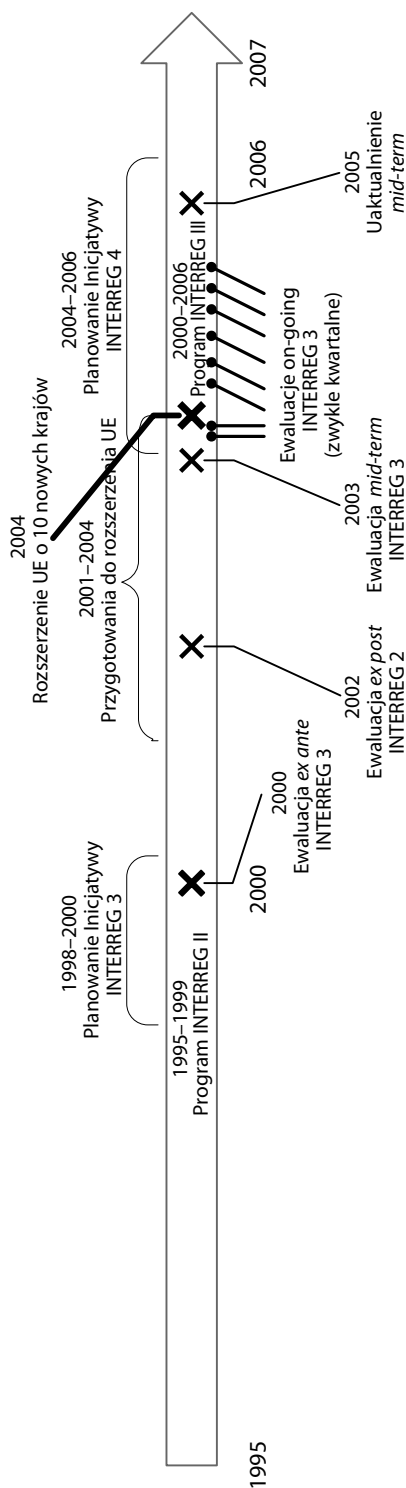 2004
Rozszerzenie UE o 10 nowych krajów
1998–2000
Planowanie Inicjatywy
INTERREG 3
2001–2004
Przygotowania do rozszerzenia UE
2004–2006
Planowanie Inicjatywy
INTERREG 4
1995–1999
Program INTERREG II
2000–2006
Program INTERREG III
1995
2000
2006
2007
2000
Ewaluacja ex ante
INTERREG 3
2002
Ewaluacja ex post
INTERREG 2
2003
Ewaluacja mid-term
INTERREG 3
Ewaluacje on-going
INTERREG 3
(zwykle kwartalne)
2005
Uaktualnienie
mid-term